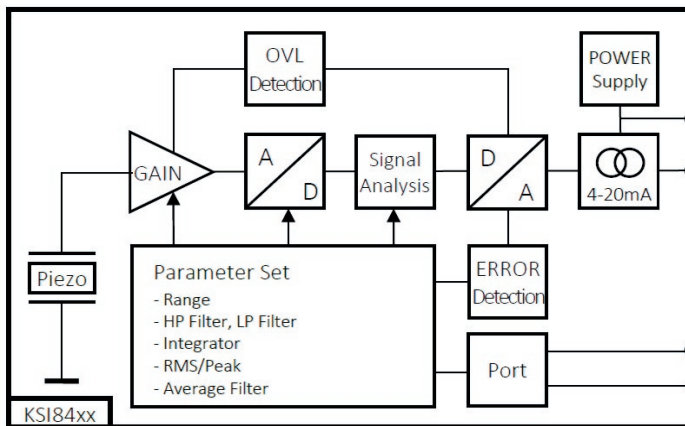 OVL
Detection
POWER
Supply
GAIN
A
D
Signal
Analysis
D
A
4-20mA
Piezo
Parameter Set
- Range
- HP Filter, LP Filter
- Integrator
- RMS/Peak
- Average Filter
ERROR
Detection
Port
KSI84xx